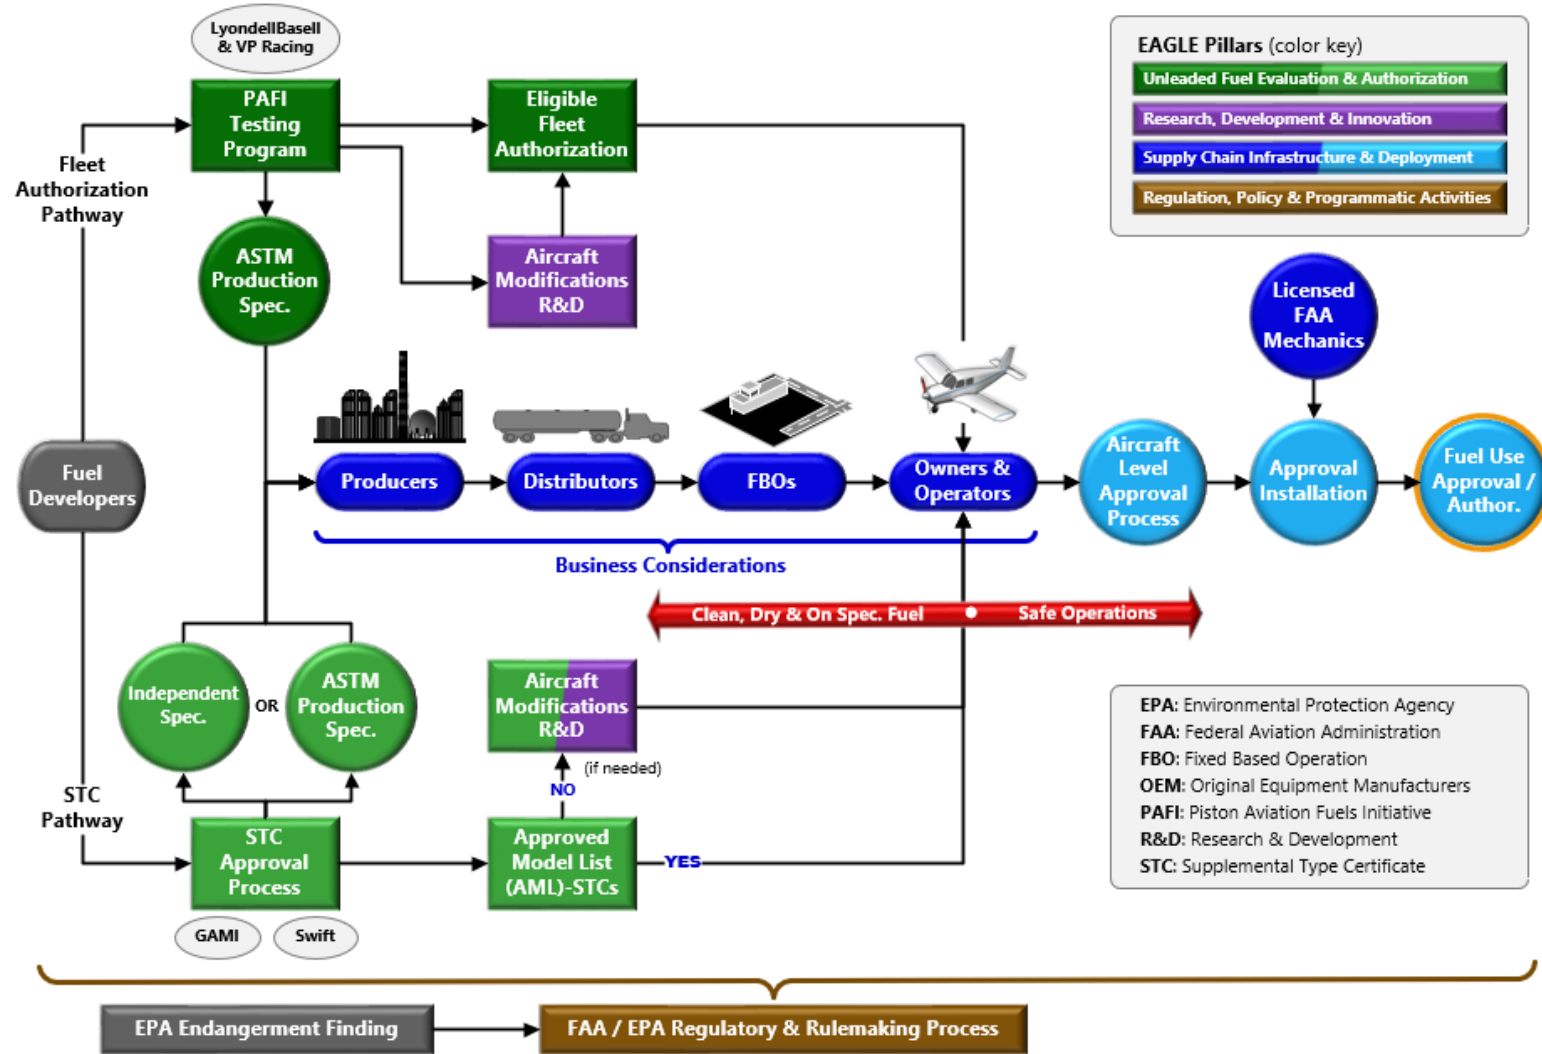 LyondellBasell
& VP Racing
PAFI
Testing
Program
Eligible
Fleet
Authorization
EAGLE Pillars (color key)
Unleaded Fuel Evaluation & Authorization
Research, Development & Innovation
Supply Chain Infrastructure & Deployment
Regulation, Policy & Programmatic Activities
Fleet
Authorization
Pathway
ASTM
Production
Spec.
Aircraft
Modifications
R&D
Licensed
FAA
Mechanics
Fuel
Developers
Producers
Distributors
FBOs
Owners &
Operators
Aircraft
Level
Approval
Process
Approval
Installation
Fuel Use
Approval /
Author.
Business Considerations
Clean, Dry & On Spec. Fuel
Safe Operations
Independent
Spec.
OR
ASTM
Production
Spec.
Aircraft
Modifications
R&D
(if needed)
NO
STC
Pathway
STC
Approval
Process
Approved
Model List
(AML)-STCs
YES
GAMI
Swift
EPA: Environmental Protection Agency
FAA: Federal Aviation Administration
FBO: Fixed Based Operation
OEM: Original Equipment Manufacturers
PAFI: Piston Aviation Fuels Initiative
R&D: Research & Development
STC: Supplemental Type Certificate
EPA Endangerment Finding
FAA / EPA Regulatory & Rulemaking Process